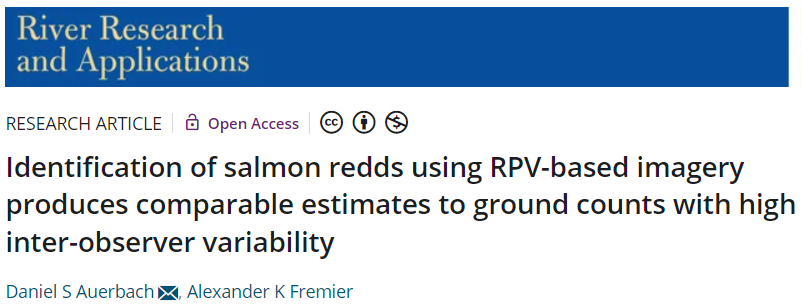 River Research
and Applications
RESEARCH ARTICLE Open Access cc
Identification of salmon redds using RPV-based imagery
produces comparable estimates to ground counts with high
inter-observer variability
Daniel S Auerbach, Alexander K Fremier